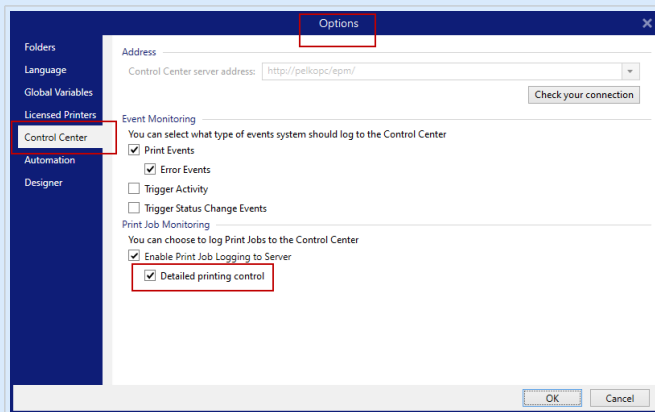 Options
Folders
Language
Global Variables
Licensed Printers
Control Center
Automation
Designer
Address
Control Center server address: http://pelkopc/epm/
Check your connection
Event Monitoring
You can select what type of events system should log to the Control Center
Print Events
Error Events
Trigger Activity
Trigger Status Change Events
Print Job Monitoring
You can choose to log Print Jobs to the Control Center
Enable Print Job Logging to Server
Detailed printing control
OK Cancel